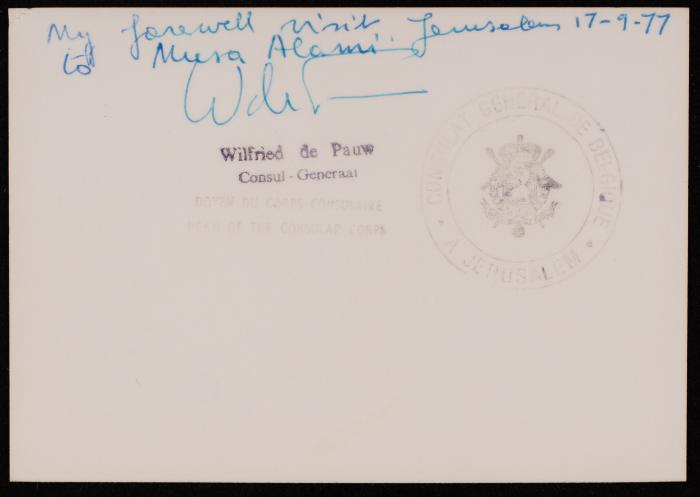 My farewell visit Jerusalem 17-9-77
to Musa Alami
Wilfried de Pauw
Consul-Generaal
DOYEN DU CORPS CONSULAIRE
DEAN OF THE CONSULAR CORPS
CONSULAT GENERAL DE BELGIQUE
* A JERUSALEM *